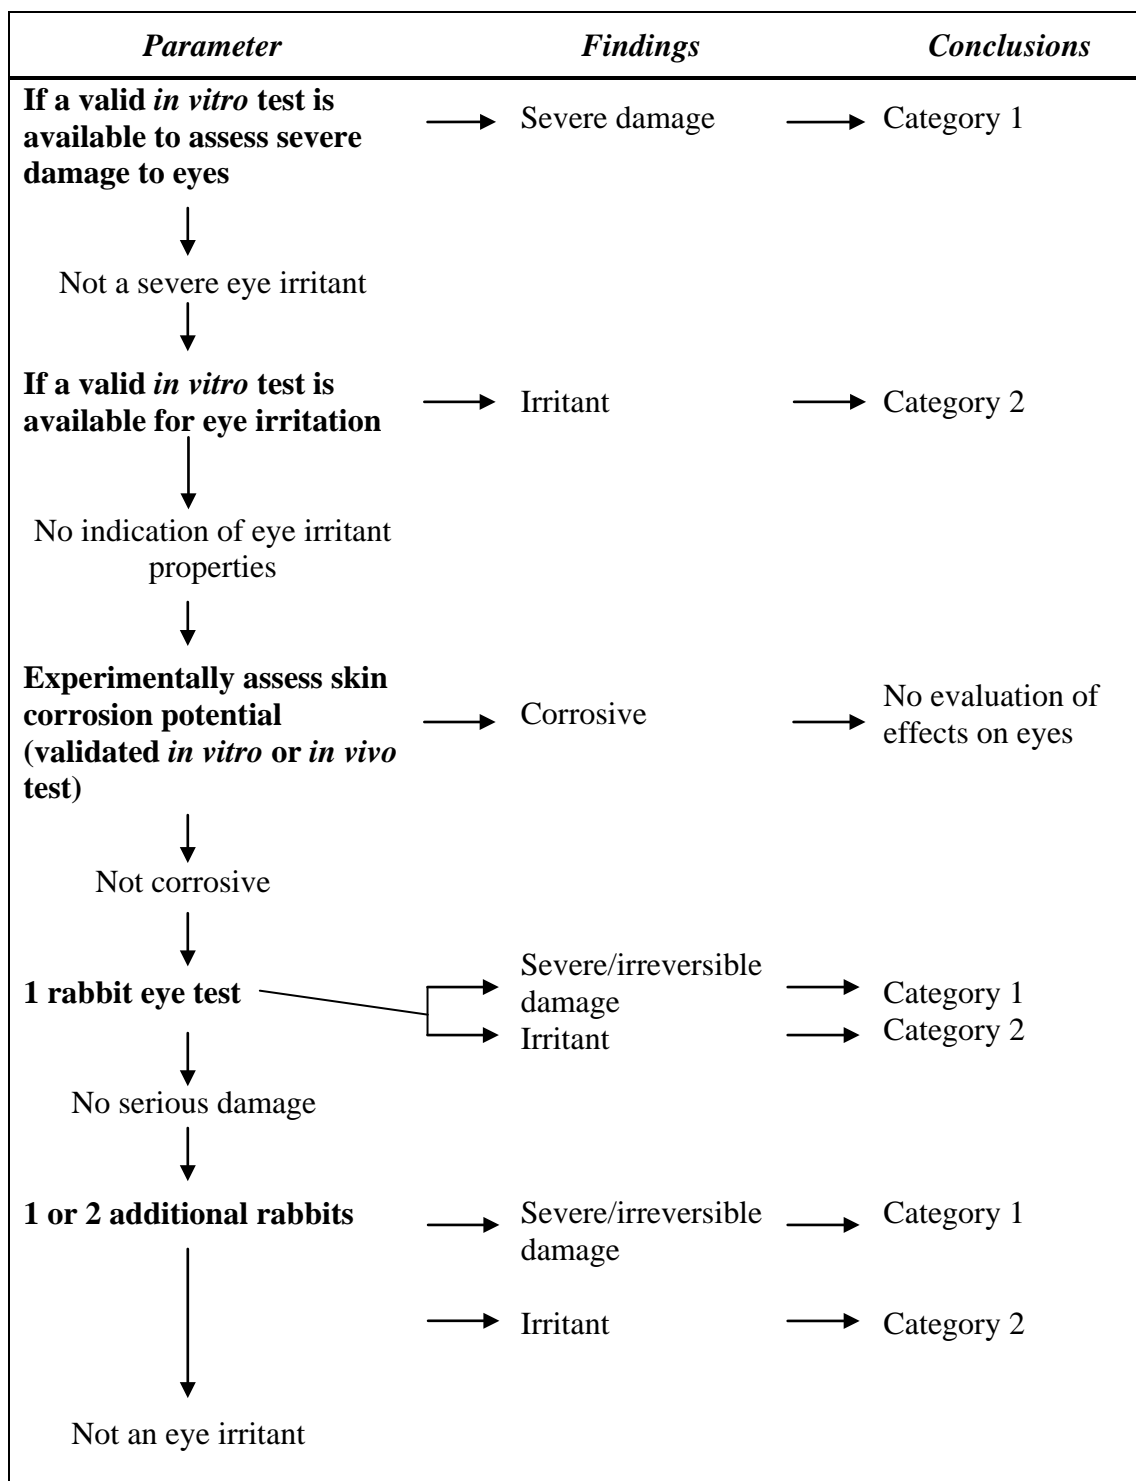 Parameter Findings Conclusions
If a valid in vitro test is
available to assess severe
damage to eyes
Severe damage
Category 1
Not a severe eye irritant
If a valid in vitro test is
available for eye irritation
Irritant
Category 2
No indication of eye irritant
properties
Experimentally assess skin
corrosion potential
(validated in vitro or in vivo
test)
Corrosive
No evaluation of
effects on eyes
Not corrosive
1 rabbit eye test
Severe/irreversible
damage
Category 1
Irritant
Category 2
No serious damage
1 or 2 additional rabbits
Severe/irreversible
damage
Category 1
Irritant
Category 2
Not an eye irritant